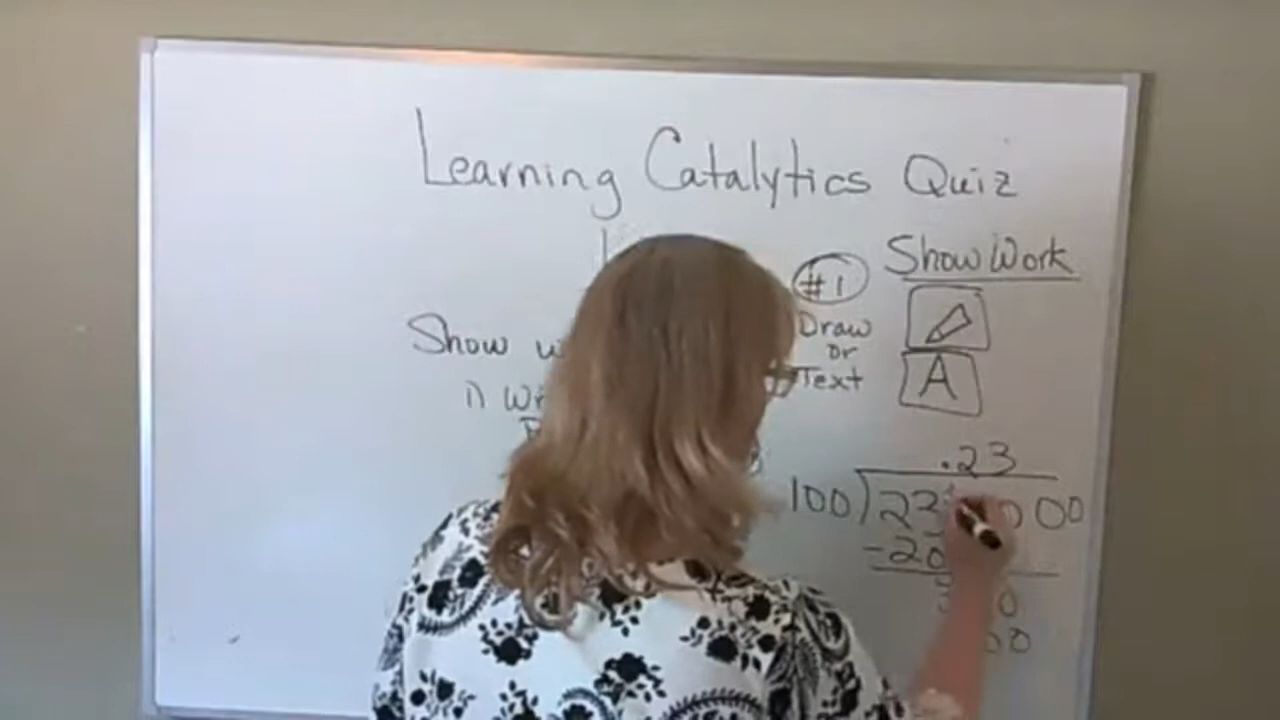 Learning Catalytics Quiz
#1
Show Work
Show
Draw
or
Text
A
1)
.23
100 23 00
-20
0
00